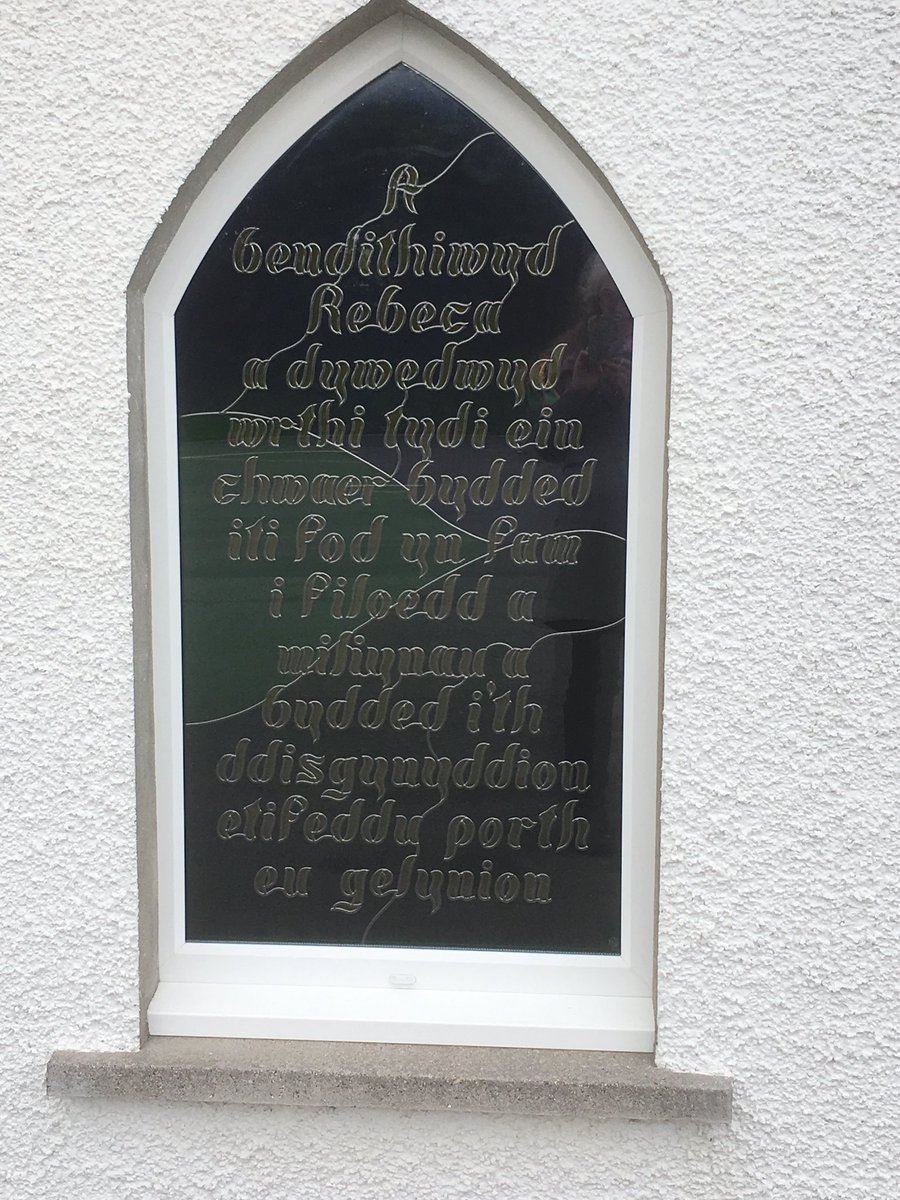 A
bendithiwyd
Rebeca
a dywedwyd
wrthi tydi ein
chwaer bydded
iti fod yn fam
i filoedd a
miliynau a
bydded i'th
ddisgynyddion
etifeddu porth
eu gelynion